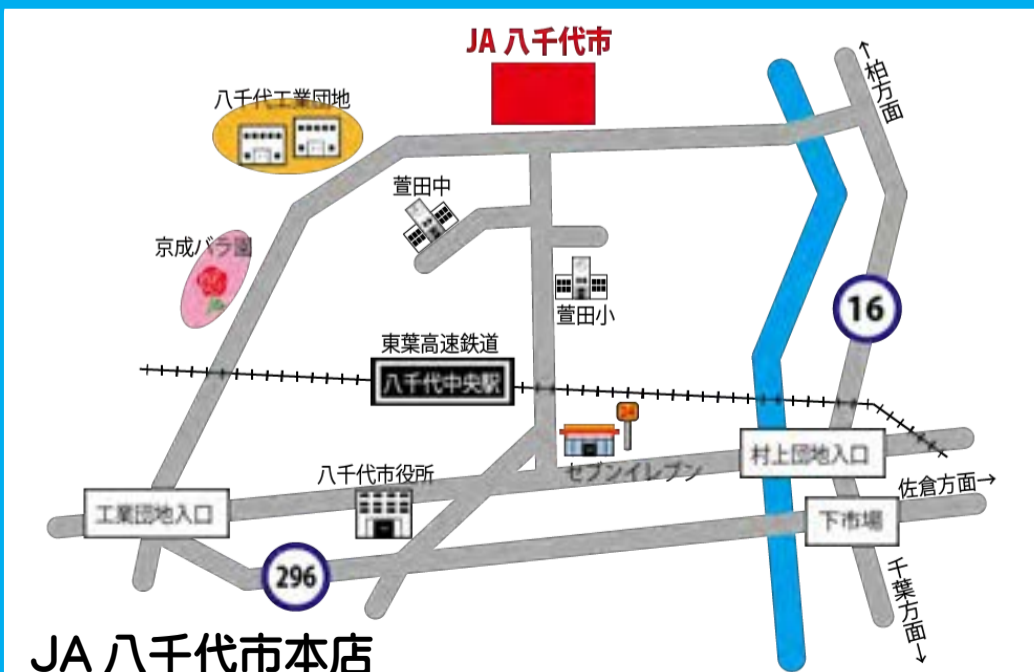 JA 八千代市
↑柏方面
八千代工業団地
萱田中
京成バラ園
萱田小
16
東葉高速鉄道
八千代中央駅
24
村上団地入口
セブンイレブン
八千代市役所
佐倉方面→
工業団地入口
下市場
296
千葉方面→
JA 八千代市本店